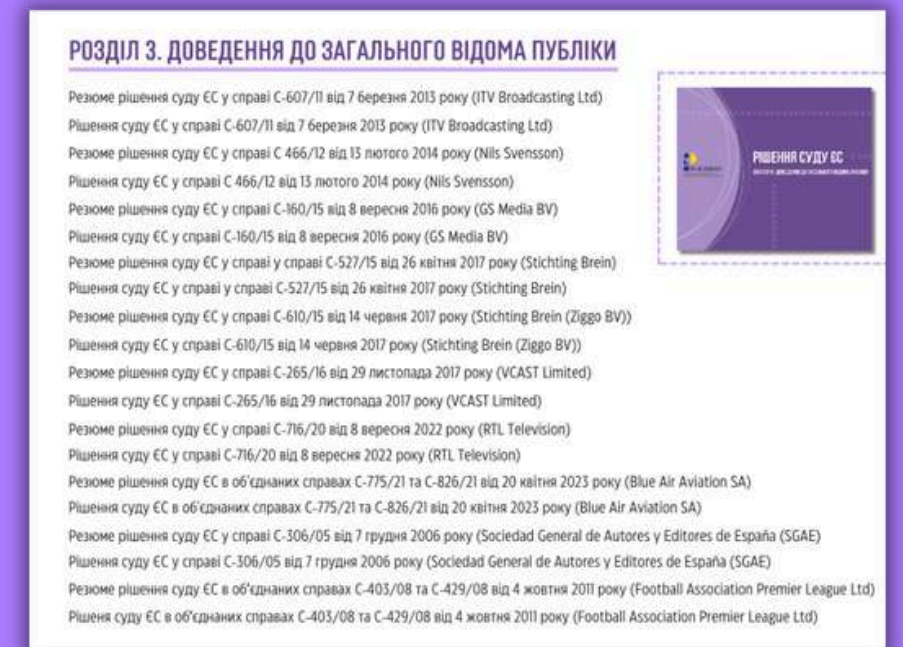 РОЗДІЛ 3. ДОВЕДЕННЯ ДО ЗАГАЛЬНОГО ВІДОМА ПУБЛІКИ
Резюме рішення суду ЄС у справі С-607/11 від 7 березня 2013 року (ITV Broadcasting Ltd)
Рішення суду ЄС у справі С-607/11 від 7 березня 2013 року (ITV Broadcasting Ltd)
Резюме рішення суду ЄС у справі С 466/12 від 13 лютого 2014 року (Nils Svensson)
Рішення суду ЄС у справі С 466/12 від 13 лютого 2014 року (Nils Svensson)
Резюме рішення суду ЄС у справі С-160/15 від 8 вересня 2016 року (GS Media BV)
Рішення суду ЄС у справі С-160/15 від 8 вересня 2016 року (GS Media BV)
Резюме рішення суду ЄС у справі у справі С-527/15 від 26 квітня 2017 року (Stichting Brein)
Рішення суду ЄС у справі у справі С-527/15 від 26 квітня 2017 року (Stichting Brein)
Резюме рішення суду ЄС у справі С-610/15 від 14 червня 2017 року (Stichting Brein (Ziggo BV))
Рішення суду ЄС у справі С-610/15 від 14 червня 2017 року (Stichting Brein (Ziggo BV))
Резюме рішення суду ЄС у справі С-265/16 від 29 листопада 2017 року (VCAST Limited)
Рішення суду ЄС у справі С-265/16 від 29 листопада 2017 року (VCAST Limited)
Резюме рішення суду ЄС у справі С-716/20 від 8 вересня 2022 року (RTL Television)
Рішення суду ЄС у справі С-716/20 від 8 вересня 2022 року (RTL Television)
Резюме рішення суду ЄС в об'єднаних справах С-775/21 та С-826/21 від 20 квітня 2023 року (Blue Air Aviation SA)
Рішення суду ЄС в об'єднаних справах С-775/21 та С-826/21 від 20 квітня 2023 року (Blue Air Aviation SA)
Резюме рішення суду ЄС у справі С-306/05 від 7 грудня 2006 року (Sociedad General de Autores y Editores de España (SGAE)
Рішення суду ЄС у справі С-306/05 від 7 грудня 2006 року (Sociedad General de Autores y Editores de España (SGAE)
Резюме рішення суду ЄС в об'єднаних справах С-403/08 та С-429/08 від 4 жовтня 2011 року (Football Association Premier League Ltd)
Рішеня суду ЄС в об'єднаних справах С-403/08 та С-429/08 від 4 жовтня 2011 року (Football Association Premier League Ltd)
РІШЕННЯ СУДУ ЄС